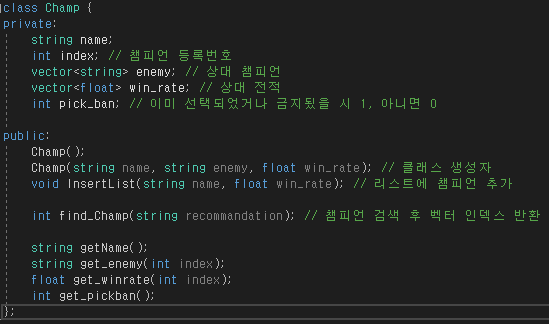 class Champ {
private:
    string name;
    int index; // 챔피언 등록번호
    vector<string> enemy; // 상대 챔피언
    vector<float> win_rate; // 상대 전적
    int pick_ban; // 이미 선택되었거나 금지됐을 시 1, 아니면 0

public:
    Champ();
    Champ(string name, string enemy, float win_rate); // 클래스 생성자
    void InsertList(string name, float win_rate); // 리스트에 챔피언 추가

    int find_Champ(string recommandation); // 챔피언 검색 후 벡터 인덱스 반환

    string getName();
    string get_enemy(int index);
    float get_winrate(int index);
    int get_pickban();
};